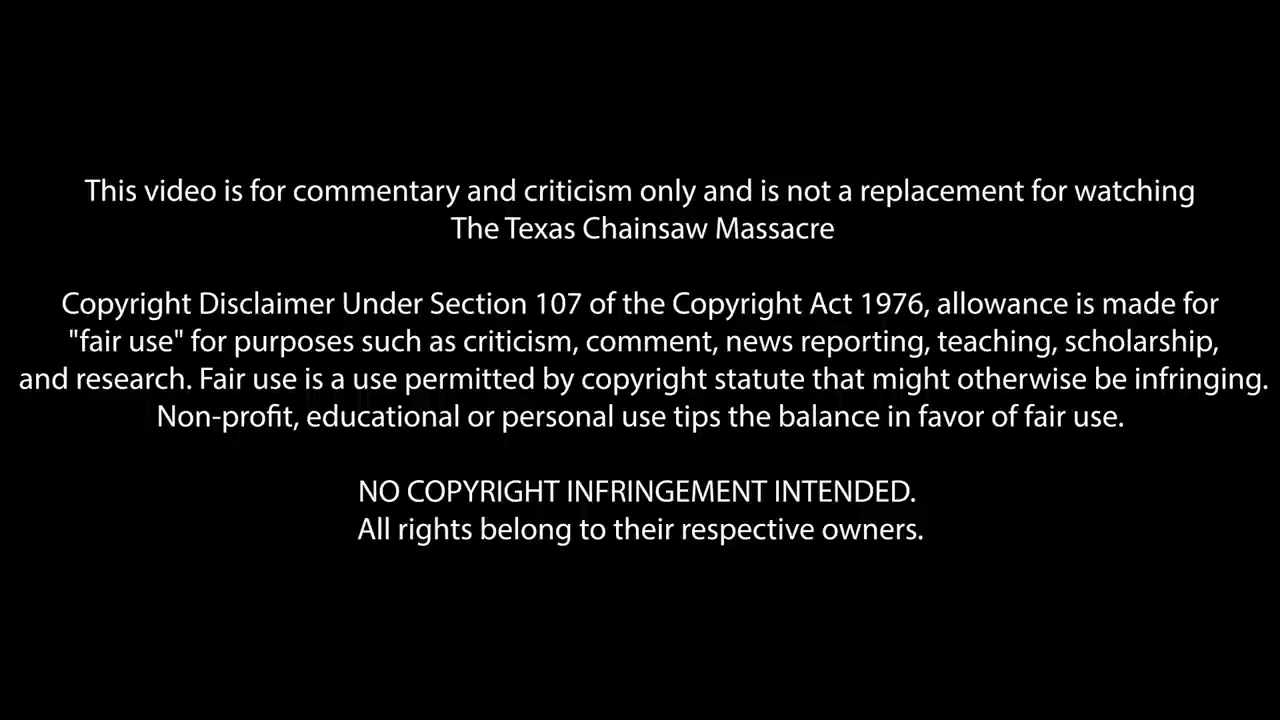 This video is for commentary and criticism only and is not a replacement for watching
The Texas Chainsaw Massacre
Copyright Disclaimer Under Section 107 of the Copyright Act 1976, allowance is made for
"fair use" for purposes such as criticism, comment, news reporting, teaching, scholarship,
and research. Fair use is a use permitted by copyright statute that might otherwise be infringing.
Non-profit, educational or personal use tips the balance in favor of fair use.
NO COPYRIGHT INFRINGEMENT INTENDED.
All rights belong to their respective owners.